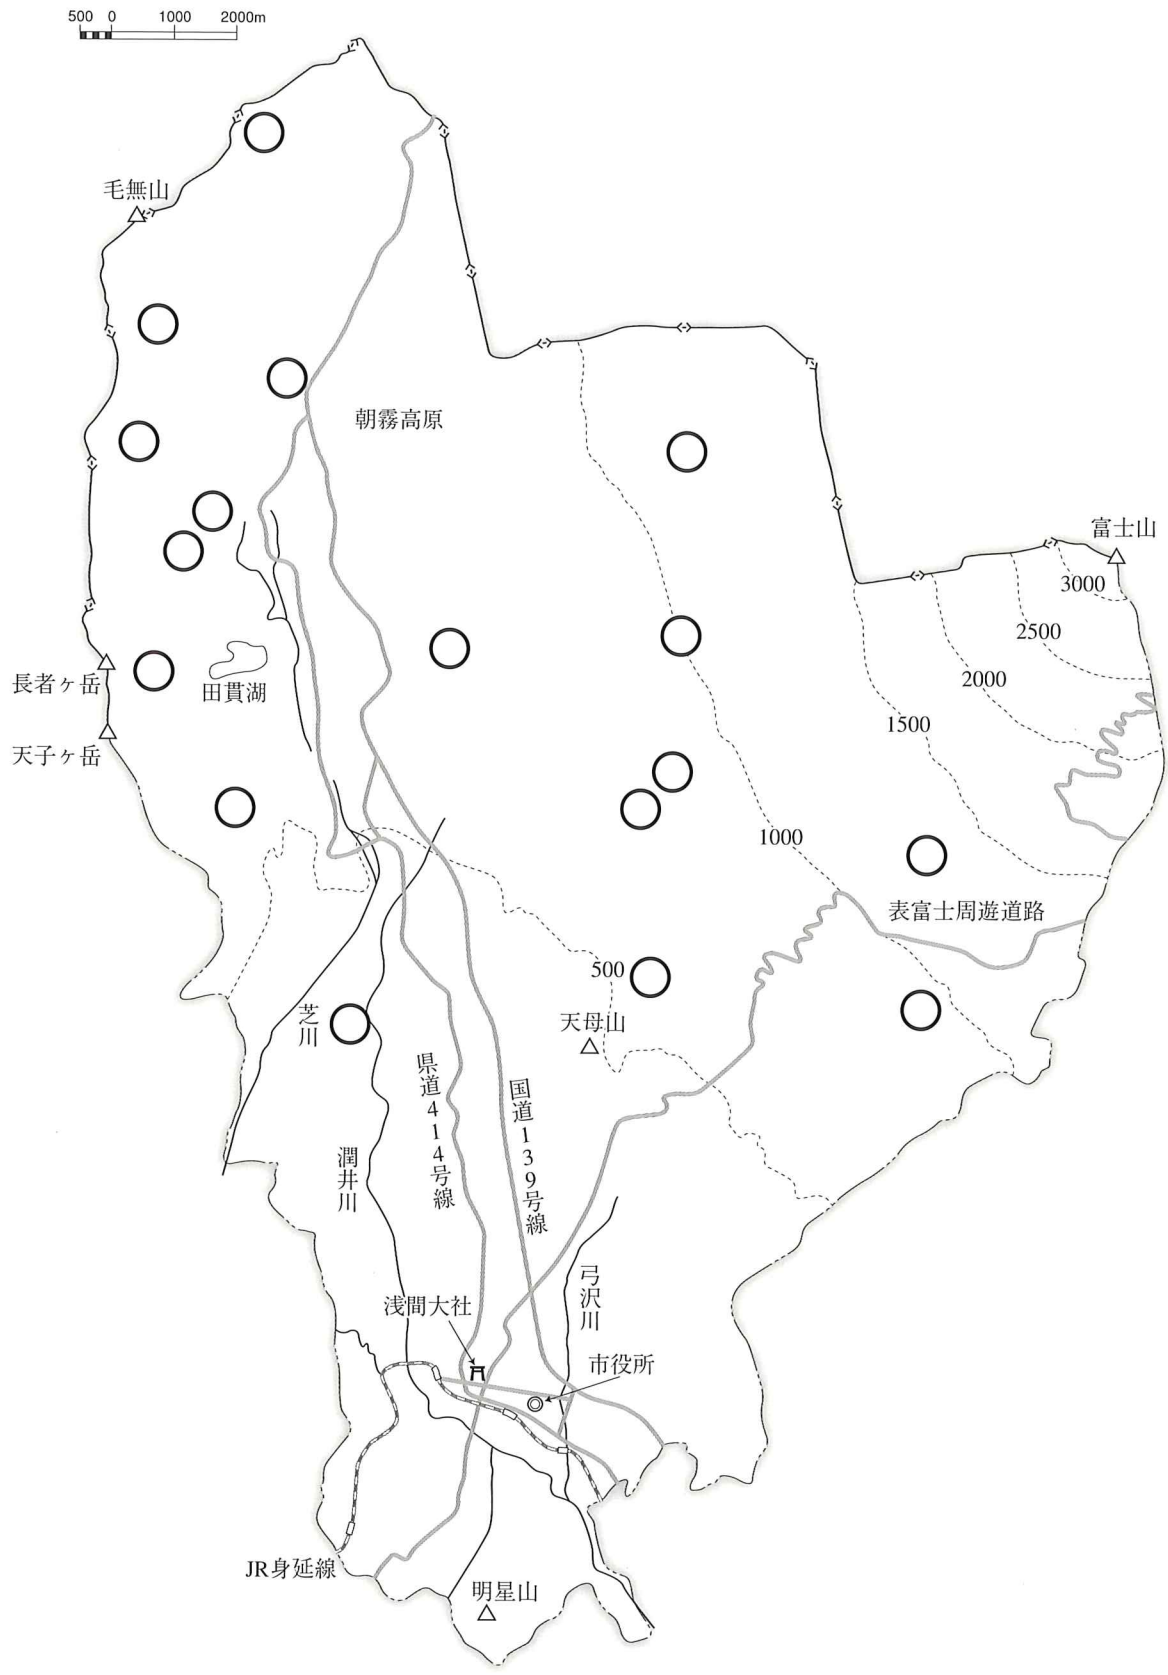 500 0 1000 2000m
毛無山
朝霧高原
富士山
3000
2500
長者ヶ岳
田貫湖
2000
1500
天子ヶ岳
1000
表富士周遊道路
500
芝川
天母山
県道414号線
国道139号線
潤井川
弓沢川
浅間大社
市役所
JR身延線
明星山